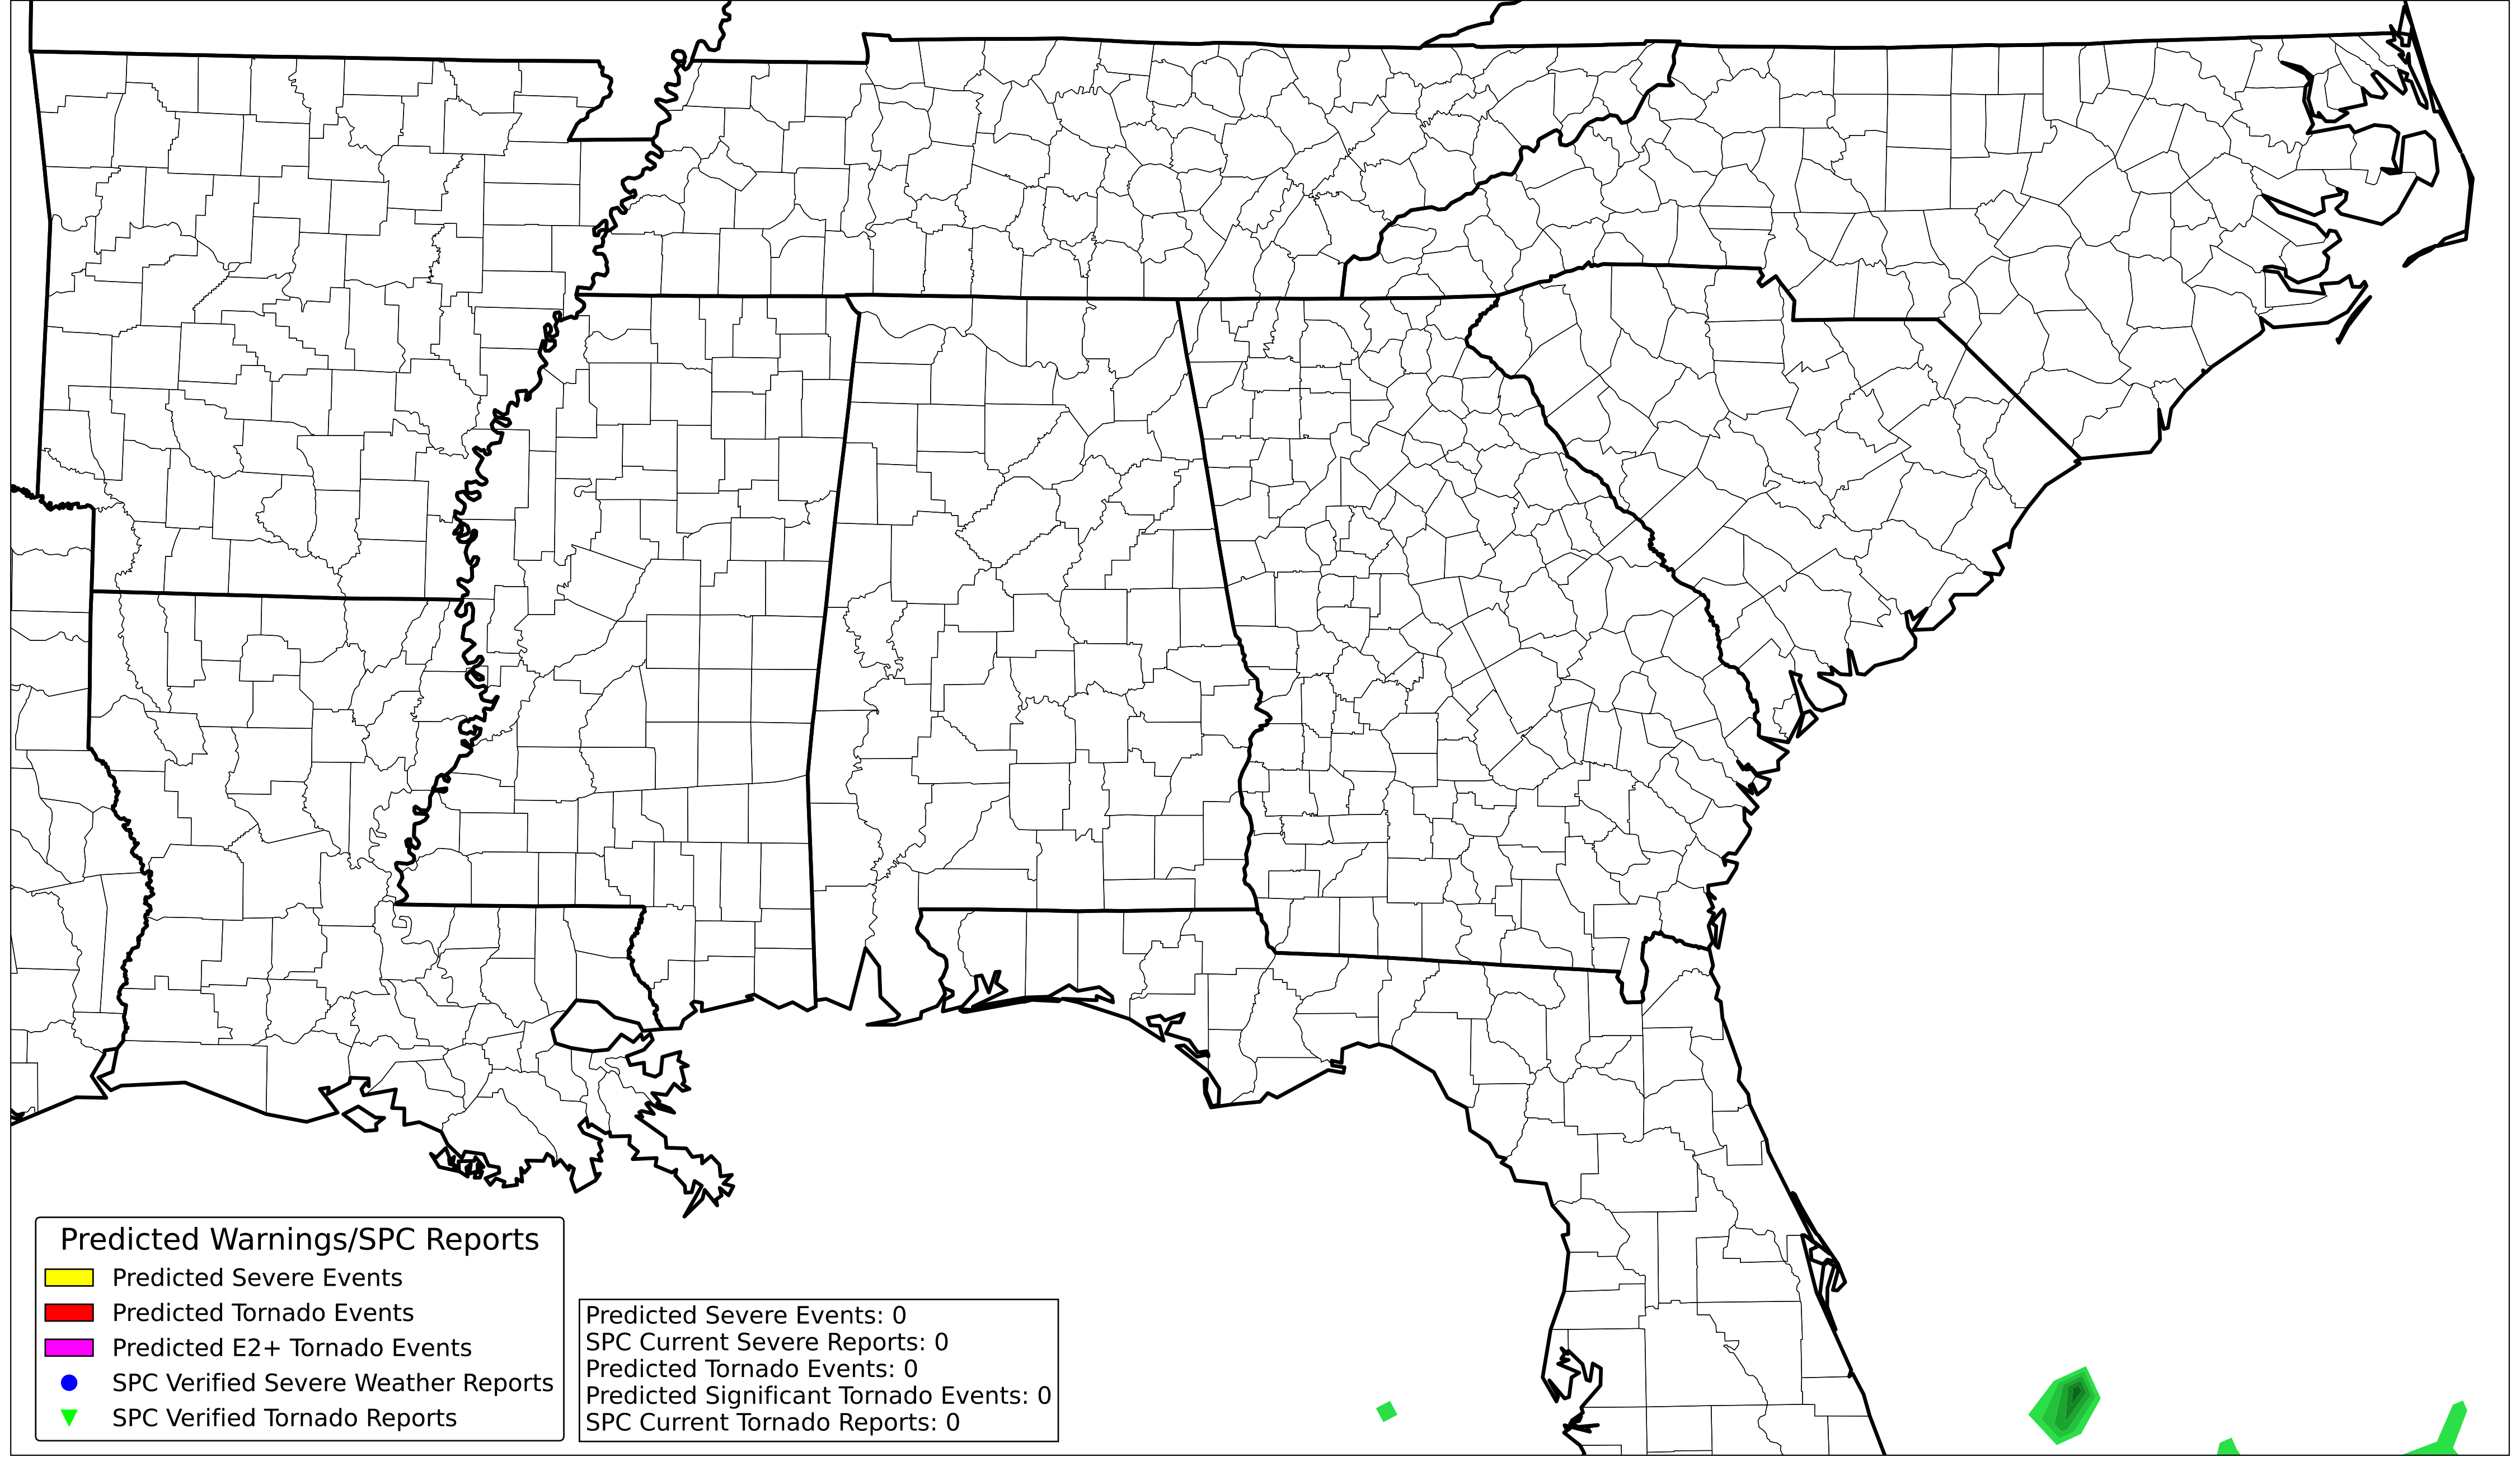 Predicted Warnings/SPC Reports
Predicted Severe Events
Predicted Tornado Events
Predicted E2+ Tornado Events
SPC Verified Severe Weather Reports
SPC Verified Tornado Reports
Predicted Severe Events: 0
SPC Current Severe Reports: 0
Predicted Tornado Events: 0
Predicted Significant Tornado Events: 0
SPC Current Tornado Reports: 0